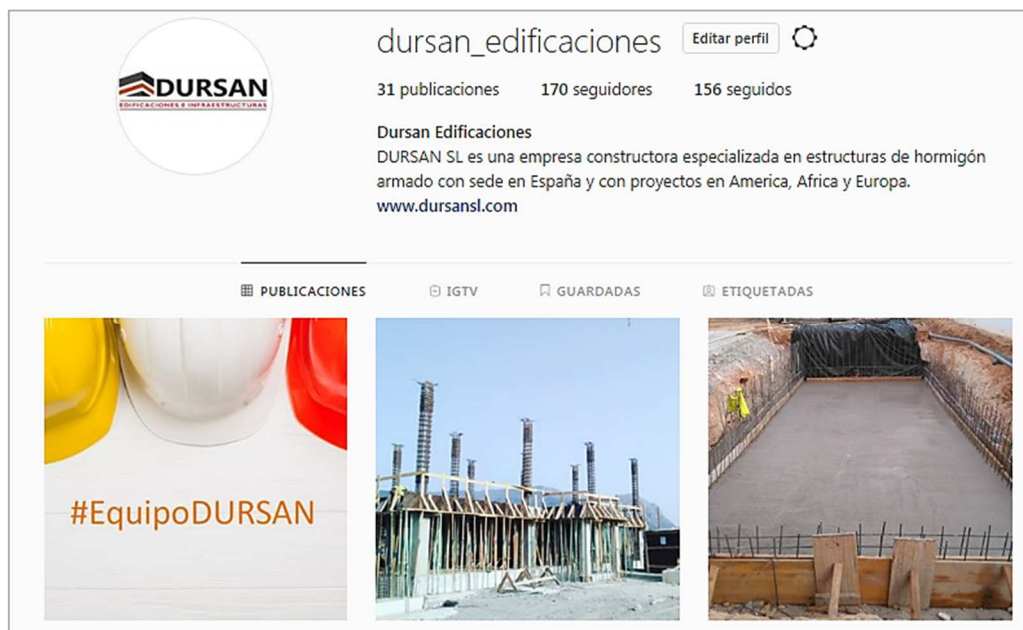 DURSAN
EDIFICACIONES E INFRAESTRUCTURAS
dursan_edificaciones
Editar perfil
31 publicaciones 170 seguidores 156 seguidos
Dursan Edificaciones
DURSAN SL es una empresa constructora especializada en estructuras de hormigón
armado con sede en España y con proyectos en America, Africa y Europa.
www.dursansl.com
PUBLICACIONES IGTV GUARDADAS ETIQUETADAS
#EquipoDURSAN